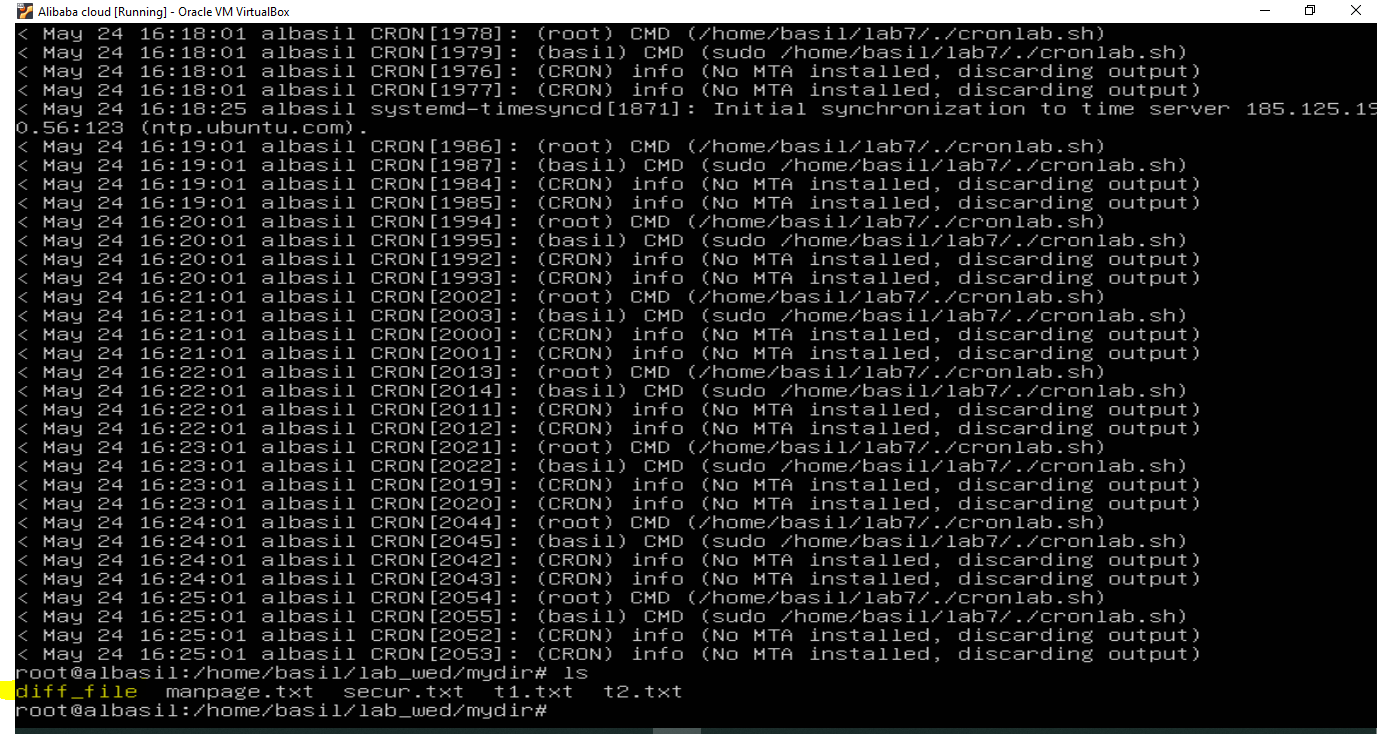 Alibaba cloud [Running] - Oracle VM VirtualBox
< May 24 16:18:01 albasil CRON[1978]: (root) CMD (/home/basil/lab7/./cronlab.sh)
< May 24 16:18:01 albasil CRON[1979]: (basil) CMD (sudo /home/basil/lab7/./cronlab.sh)
< May 24 16:18:01 albasil CRON[1976]: (CRON) info (No MTA installed, discarding output)
< May 24 16:18:01 albasil CRON[1977]: (CRON) info (No MTA installed, discarding output)
< May 24 16:18:25 albasil systemd-timesyncd[1871]: Initial synchronization to time server 185.125.19
0.56:123 (ntp.ubuntu.com).
< May 24 16:19:01 albasil CRON[1986]: (root) CMD (/home/basil/lab7/./cronlab.sh)
< May 24 16:19:01 albasil CRON[1987]: (basil) CMD (sudo /home/basil/lab7/./cronlab.sh)
< May 24 16:19:01 albasil CRON[1984]: (CRON) info (No MTA installed, discarding output)
< May 24 16:19:01 albasil CRON[1985]: (CRON) info (No MTA installed, discarding output)
< May 24 16:20:01 albasil CRON[1994]: (root) CMD (/home/basil/lab7/./cronlab.sh)
< May 24 16:20:01 albasil CRON[1995]: (basil) CMD (sudo /home/basil/lab7/./cronlab.sh)
< May 24 16:20:01 albasil CRON[1992]: (CRON) info (No MTA installed, discarding output)
< May 24 16:20:01 albasil CRON[1993]: (CRON) info (No MTA installed, discarding output)
< May 24 16:21:01 albasil CRON[2002]: (root) CMD (/home/basil/lab7/./cronlab.sh)
< May 24 16:21:01 albasil CRON[2003]: (basil) CMD (sudo /home/basil/lab7/./cronlab.sh)
< May 24 16:21:01 albasil CRON[2000]: (CRON) info (No MTA installed, discarding output)
< May 24 16:21:01 albasil CRON[2001]: (CRON) info (No MTA installed, discarding output)
< May 24 16:22:01 albasil CRON[2013]: (root) CMD (/home/basil/lab7/./cronlab.sh)
< May 24 16:22:01 albasil CRON[2014]: (basil) CMD (sudo /home/basil/lab7/./cronlab.sh)
< May 24 16:22:01 albasil CRON[2011]: (CRON) info (No MTA installed, discarding output)
< May 24 16:22:01 albasil CRON[2012]: (CRON) info (No MTA installed, discarding output)
< May 24 16:23:01 albasil CRON[2021]: (root) CMD (/home/basil/lab7/./cronlab.sh)
< May 24 16:23:01 albasil CRON[2022]: (basil) CMD (sudo /home/basil/lab7/./cronlab.sh)
< May 24 16:23:01 albasil CRON[2019]: (CRON) info (No MTA installed, discarding output)
< May 24 16:23:01 albasil CRON[2020]: (CRON) info (No MTA installed, discarding output)
< May 24 16:24:01 albasil CRON[2044]: (root) CMD (/home/basil/lab7/./cronlab.sh)
< May 24 16:24:01 albasil CRON[2045]: (basil) CMD (sudo /home/basil/lab7/./cronlab.sh)
< May 24 16:24:01 albasil CRON[2042]: (CRON) info (No MTA installed, discarding output)
< May 24 16:24:01 albasil CRON[2043]: (CRON) info (No MTA installed, discarding output)
< May 24 16:25:01 albasil CRON[2054]: (root) CMD (/home/basil/lab7/./cronlab.sh)
< May 24 16:25:01 albasil CRON[2055]: (basil) CMD (sudo /home/basil/lab7/./cronlab.sh)
< May 24 16:25:01 albasil CRON[2052]: (CRON) info (No MTA installed, discarding output)
< May 24 16:25:01 albasil CRON[2053]: (CRON) info (No MTA installed, discarding output)
root@albasil:/home/basil/lab_wed/mydir# ls
diff_file  manpage.txt  secur.txt  t1.txt  t2.txt
root@albasil:/home/basil/lab_wed/mydir#